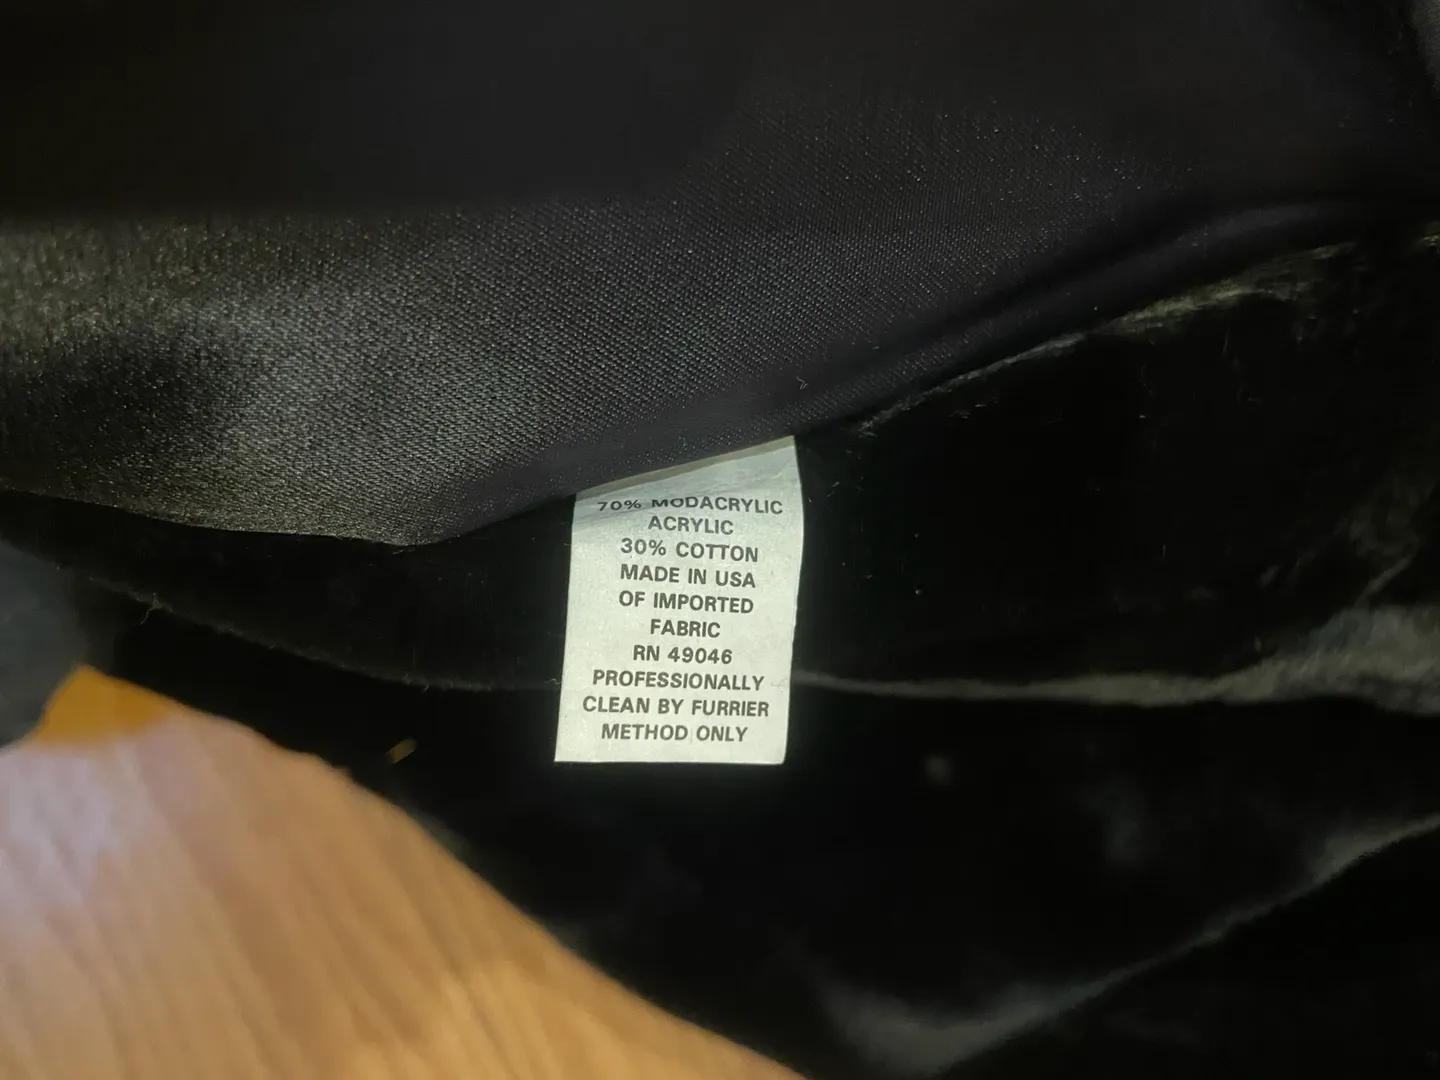 70% MODACRYLIC
ACRYLIC
30% COTTON
MADE IN USA
OF IMPORTED
FABRIC
RN 49046
PROFESSIONALLY
CLEAN BY FURRIER
METHOD ONLY